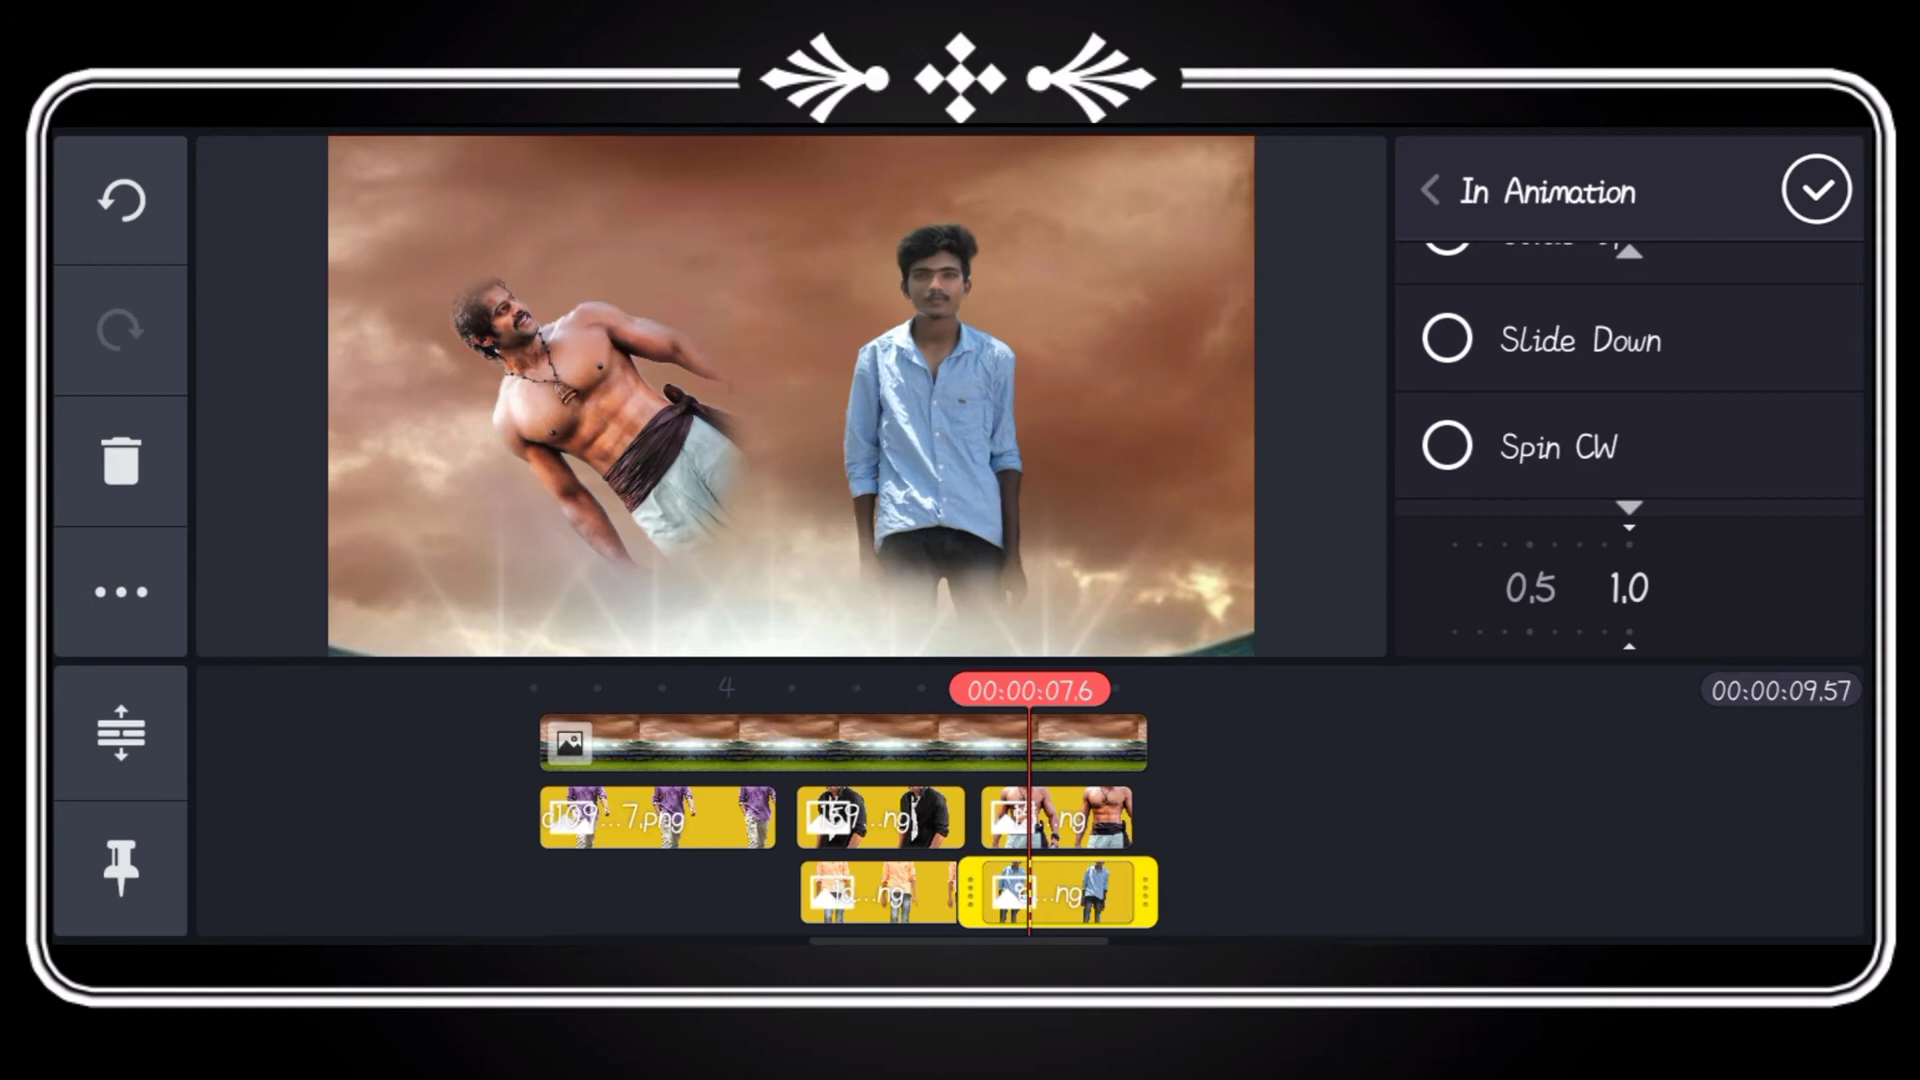 In Animation
Slide Down
Spin CW
0.5 1.0
4
00:00:07.6
00:00:09.57
7.png
ng
ng
ng
ng